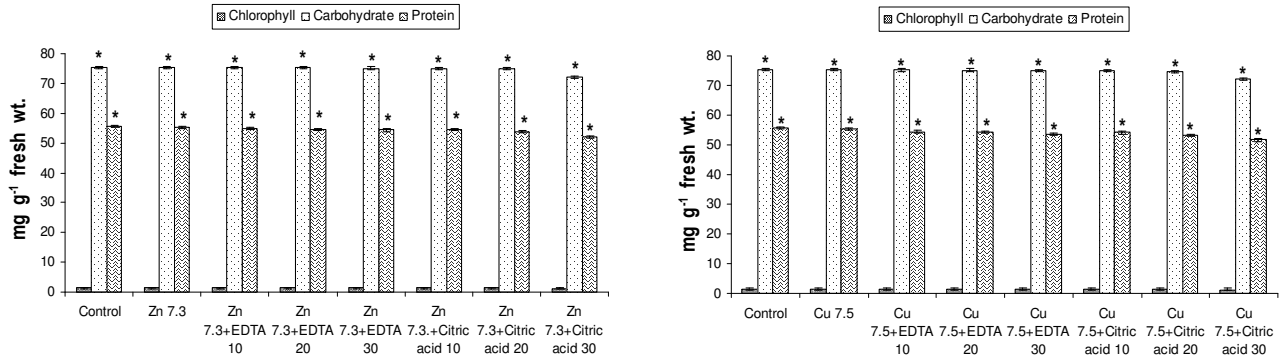 Chlorophyll Carbohydrate Protein
mg g-1 fresh wt.
80
70
60
50
40
30
20
10
0
* * * * * * * *
* * * * * * * *
Control Zn 7.3 Zn Zn Zn Zn Zn Zn
7.3+EDTA 7.3+EDTA 7.3+EDTA 7.3.+Citric 7.3+Citric 7.3+Citric
10 20 30 acid 10 acid 20 acid 30
Chlorophyll Carbohydrate Protein
mg g-1 fresh wt.
80
70
60
50
40
30
20
10
0
* * * * * * * *
* * * * * * * *
Control Cu 7.5 Cu Cu Cu Cu Cu Cu
7.5+EDTA 7.5+EDTA 7.5+EDTA 7.5+Citric 7.5+Citric 7.5+Citric
10 20 30 acid 10 acid 20 acid 30